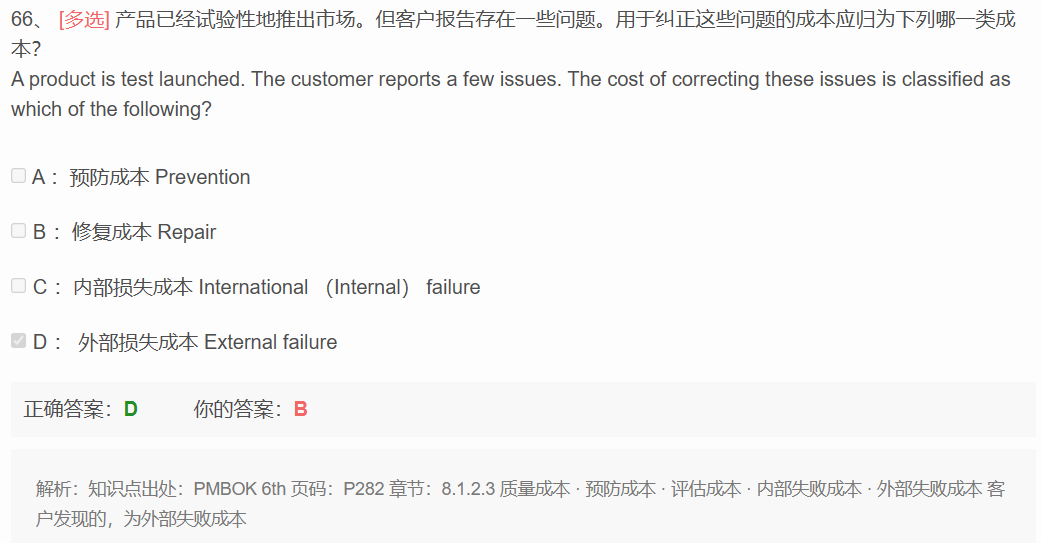 66、 [多选] 产品已经试验性地推出市场。但客户报告存在一些问题。用于纠正这些问题的成本应归为下列哪一类成
本?
A product is test launched. The customer reports a few issues. The cost of correcting these issues is classified as
which of the following?
A： 预防成本 Prevention
B： 修复成本 Repair
C： 内部损失成本 International （Internal） failure
D： 外部损失成本 External failure
正确答案：D 你的答案：B
解析：知识点出处：PMBOK 6th 页码：P282 章节：8.1.2.3 质量成本 · 预防成本 · 评估成本 · 内部失败成本 · 外部失败成本 客
户发现的，为外部失败成本